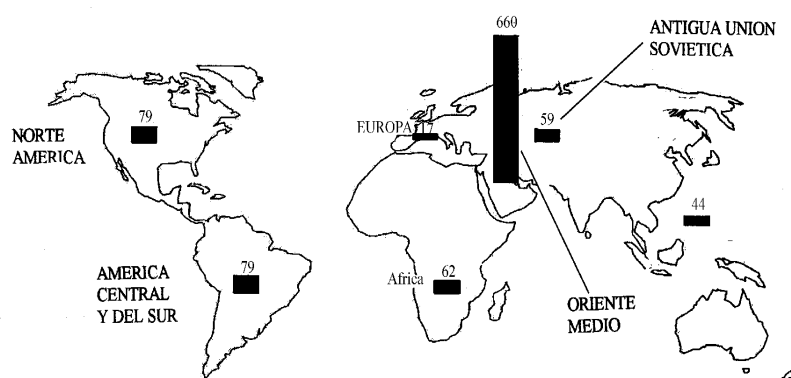 660
ANTIGUA UNION
SOVIETICA
79
NORTE
AMERICA
EUROPA 17
59
44
79
AMERICA
CENTRAL
Y DEL SUR
Africa
62
ORIENTE
MEDIO